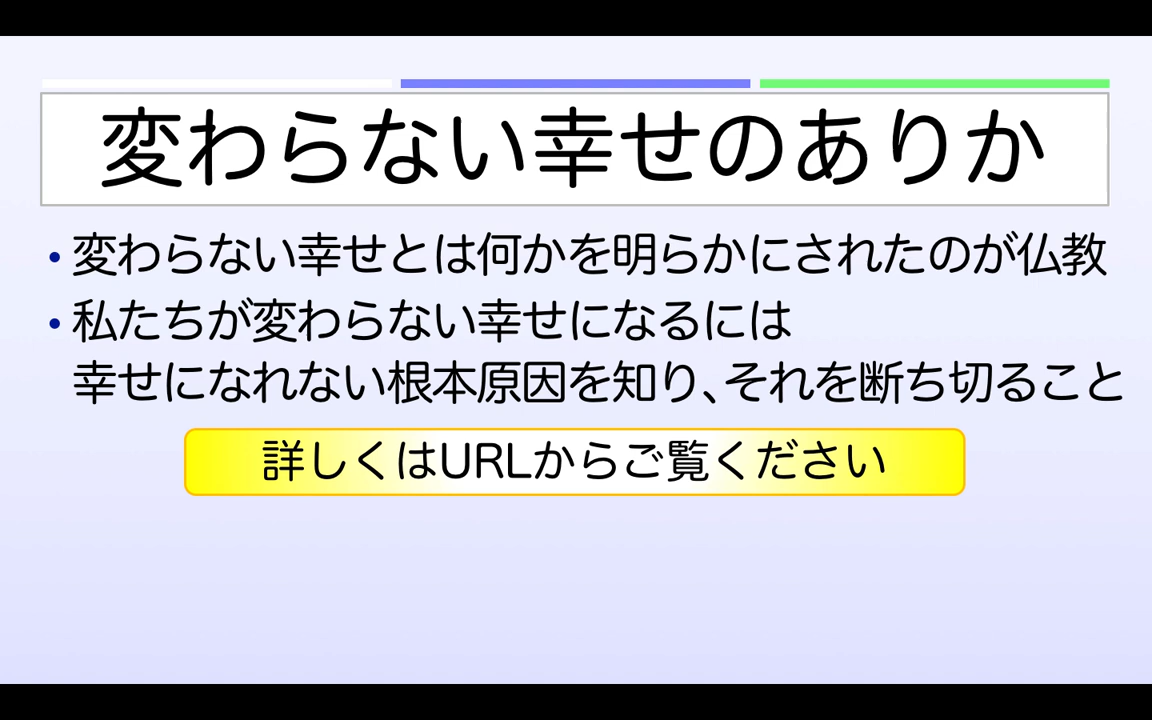 変わらない幸せのありか
• 変わらない幸せとは何かを明らかにされたのが仏教
• 私たちが変わらない幸せになるには
幸せになれない根本原因を知り、それを断ち切ること
詳しくはURLからご覧ください